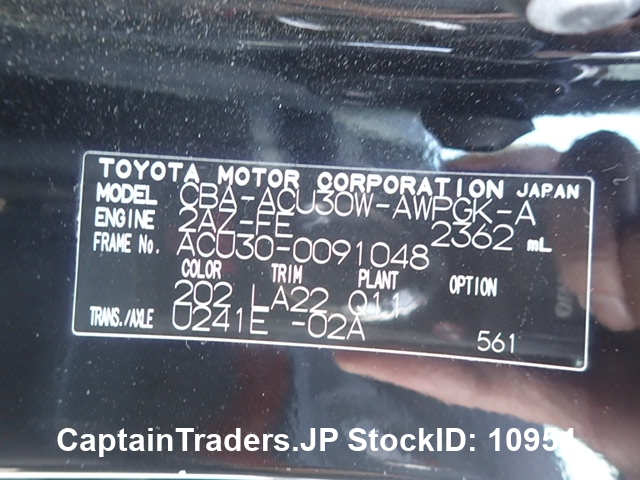 TOYOTA MOTOR CORPORATION JAPAN
MODEL CBA-ACU30W-AWPGK-A
ENGINE 2AZ-FE 2362 mL
FRAME No. ACU30-0091048
COLOR TRIM PLANT OPTION
202 LA22 Q11
TRANS./AXLE U241E -02A
561
CaptainTraders.JP StockID: 10951